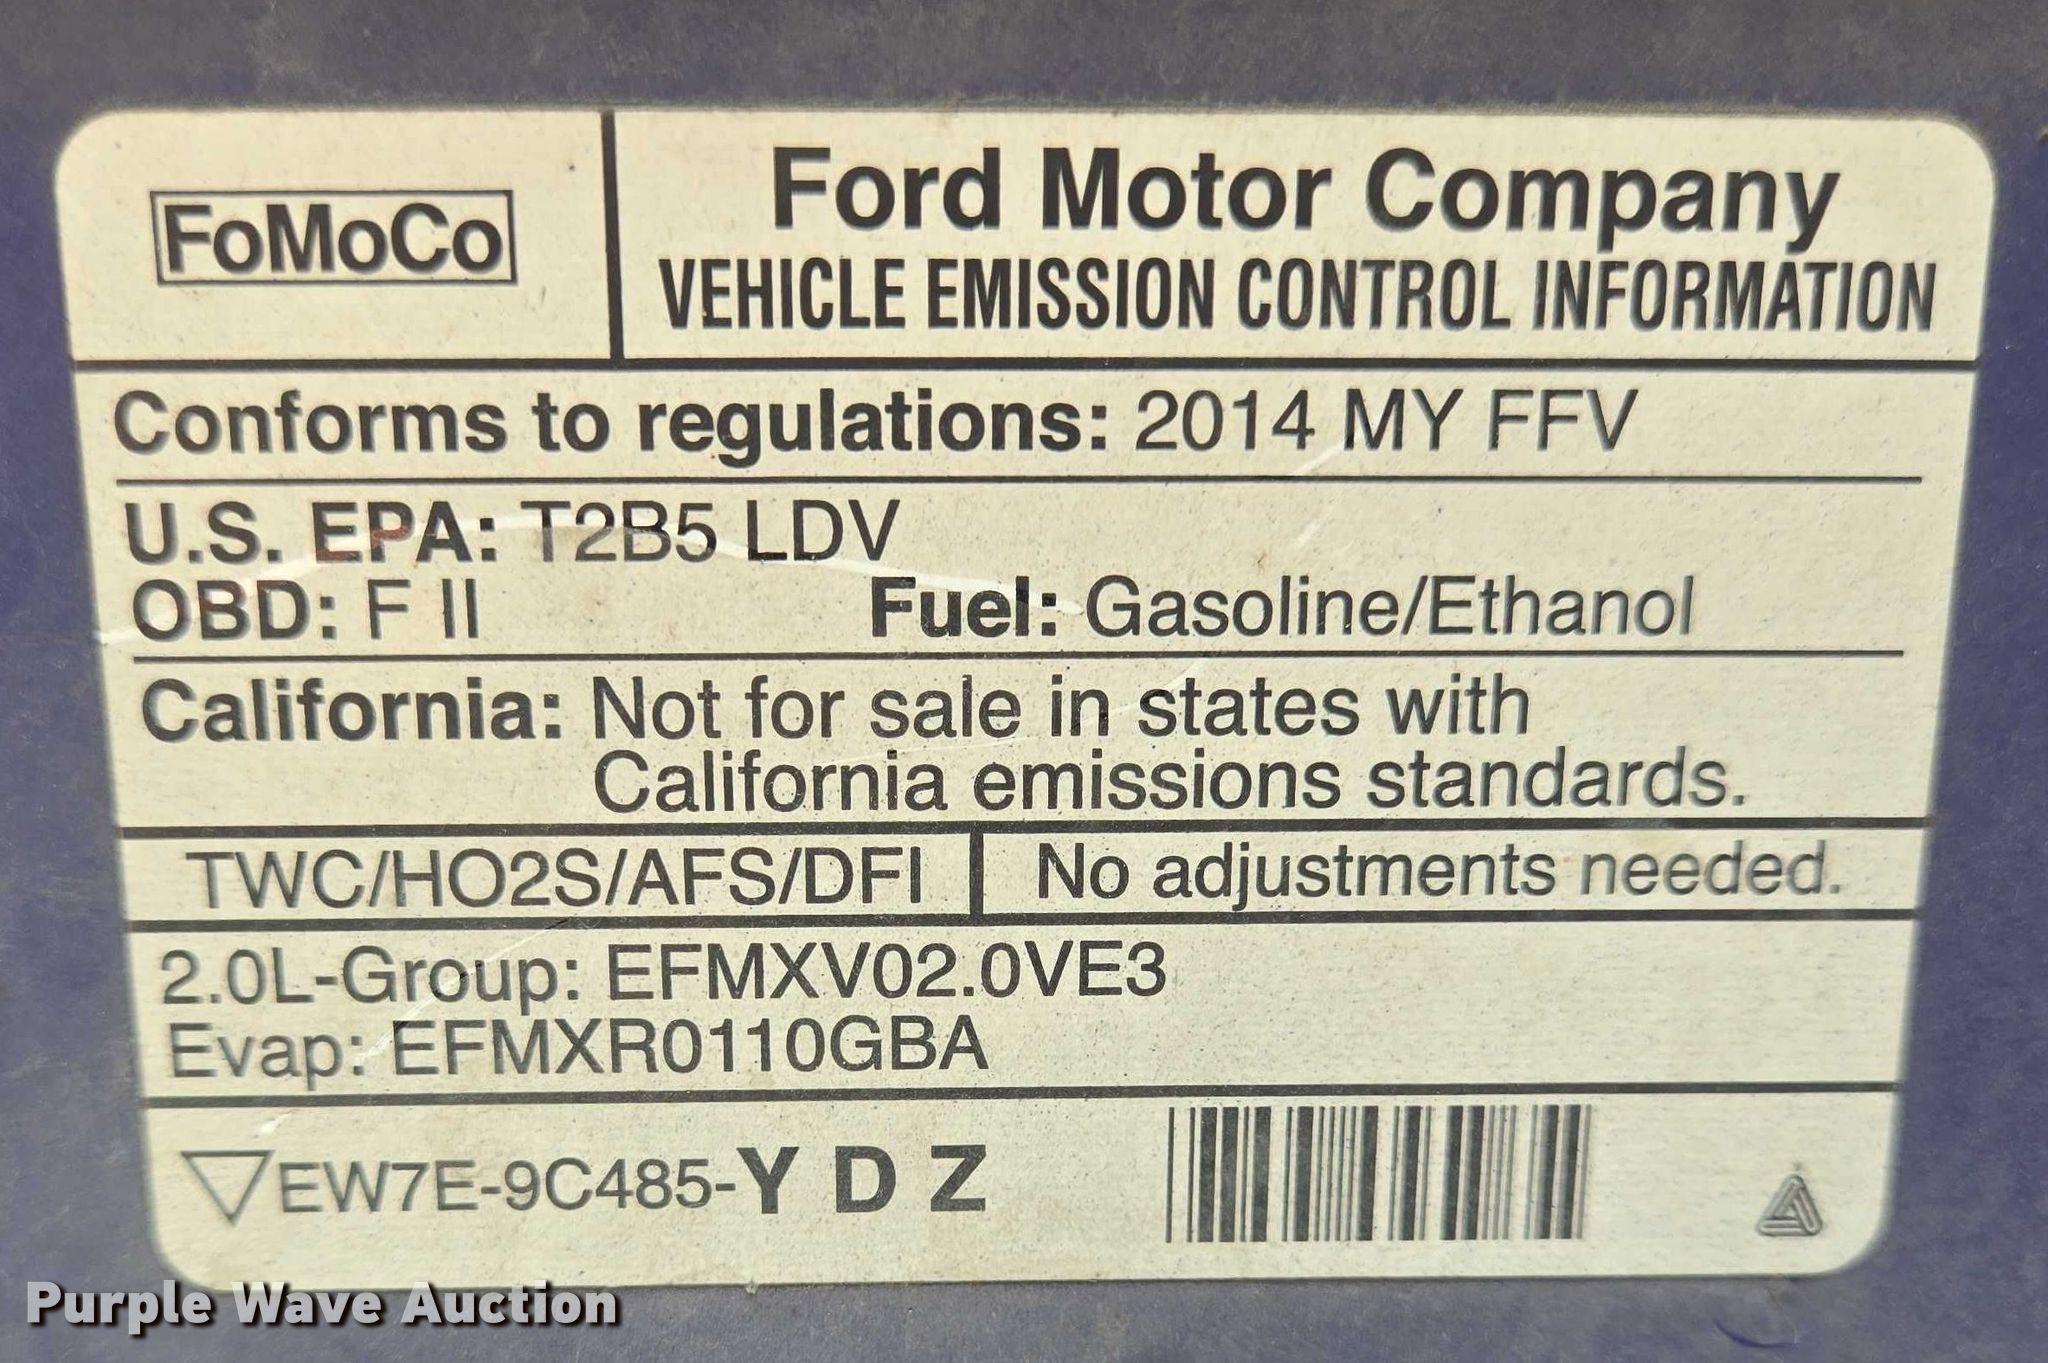 FoMoCo
Ford Motor Company
VEHICLE EMISSION CONTROL INFORMATION
Conforms to regulations: 2014 MY FFV
U.S. EPA: T2B5 LDV
OBD: F II Fuel: Gasoline/Ethanol
California: Not for sale in states with
California emissions standards.
TWC/HO2S/AFS/DFI No adjustments needed.
2.0L-Group: EFMXV02.0VE3
Evap: EFMXR0110GBA
EW7E-9C485-Y D Z
Purple Wave Auction